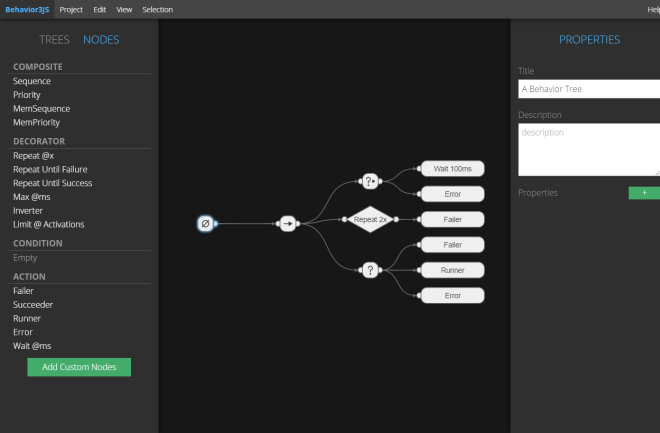 Behavior3JS Project Edit View Selection Help
TREES NODES
COMPOSITE
Sequence
Priority
MemSequence
MemPriority
DECORATOR
Repeat @x
Repeat Until Failure
Repeat Until Success
Max @ms
Inverter
Limit @ Activations
CONDITION
Empty
ACTION
Failer
Succeeder
Runner
Error
Wait @ms
Add Custom Nodes
Wait 100ms
?•
Error
Ø
→
Repeat 2x
Failer
Failer
?
Runner
Error
PROPERTIES
Title
A Behavior Tree
Description
description
Properties +